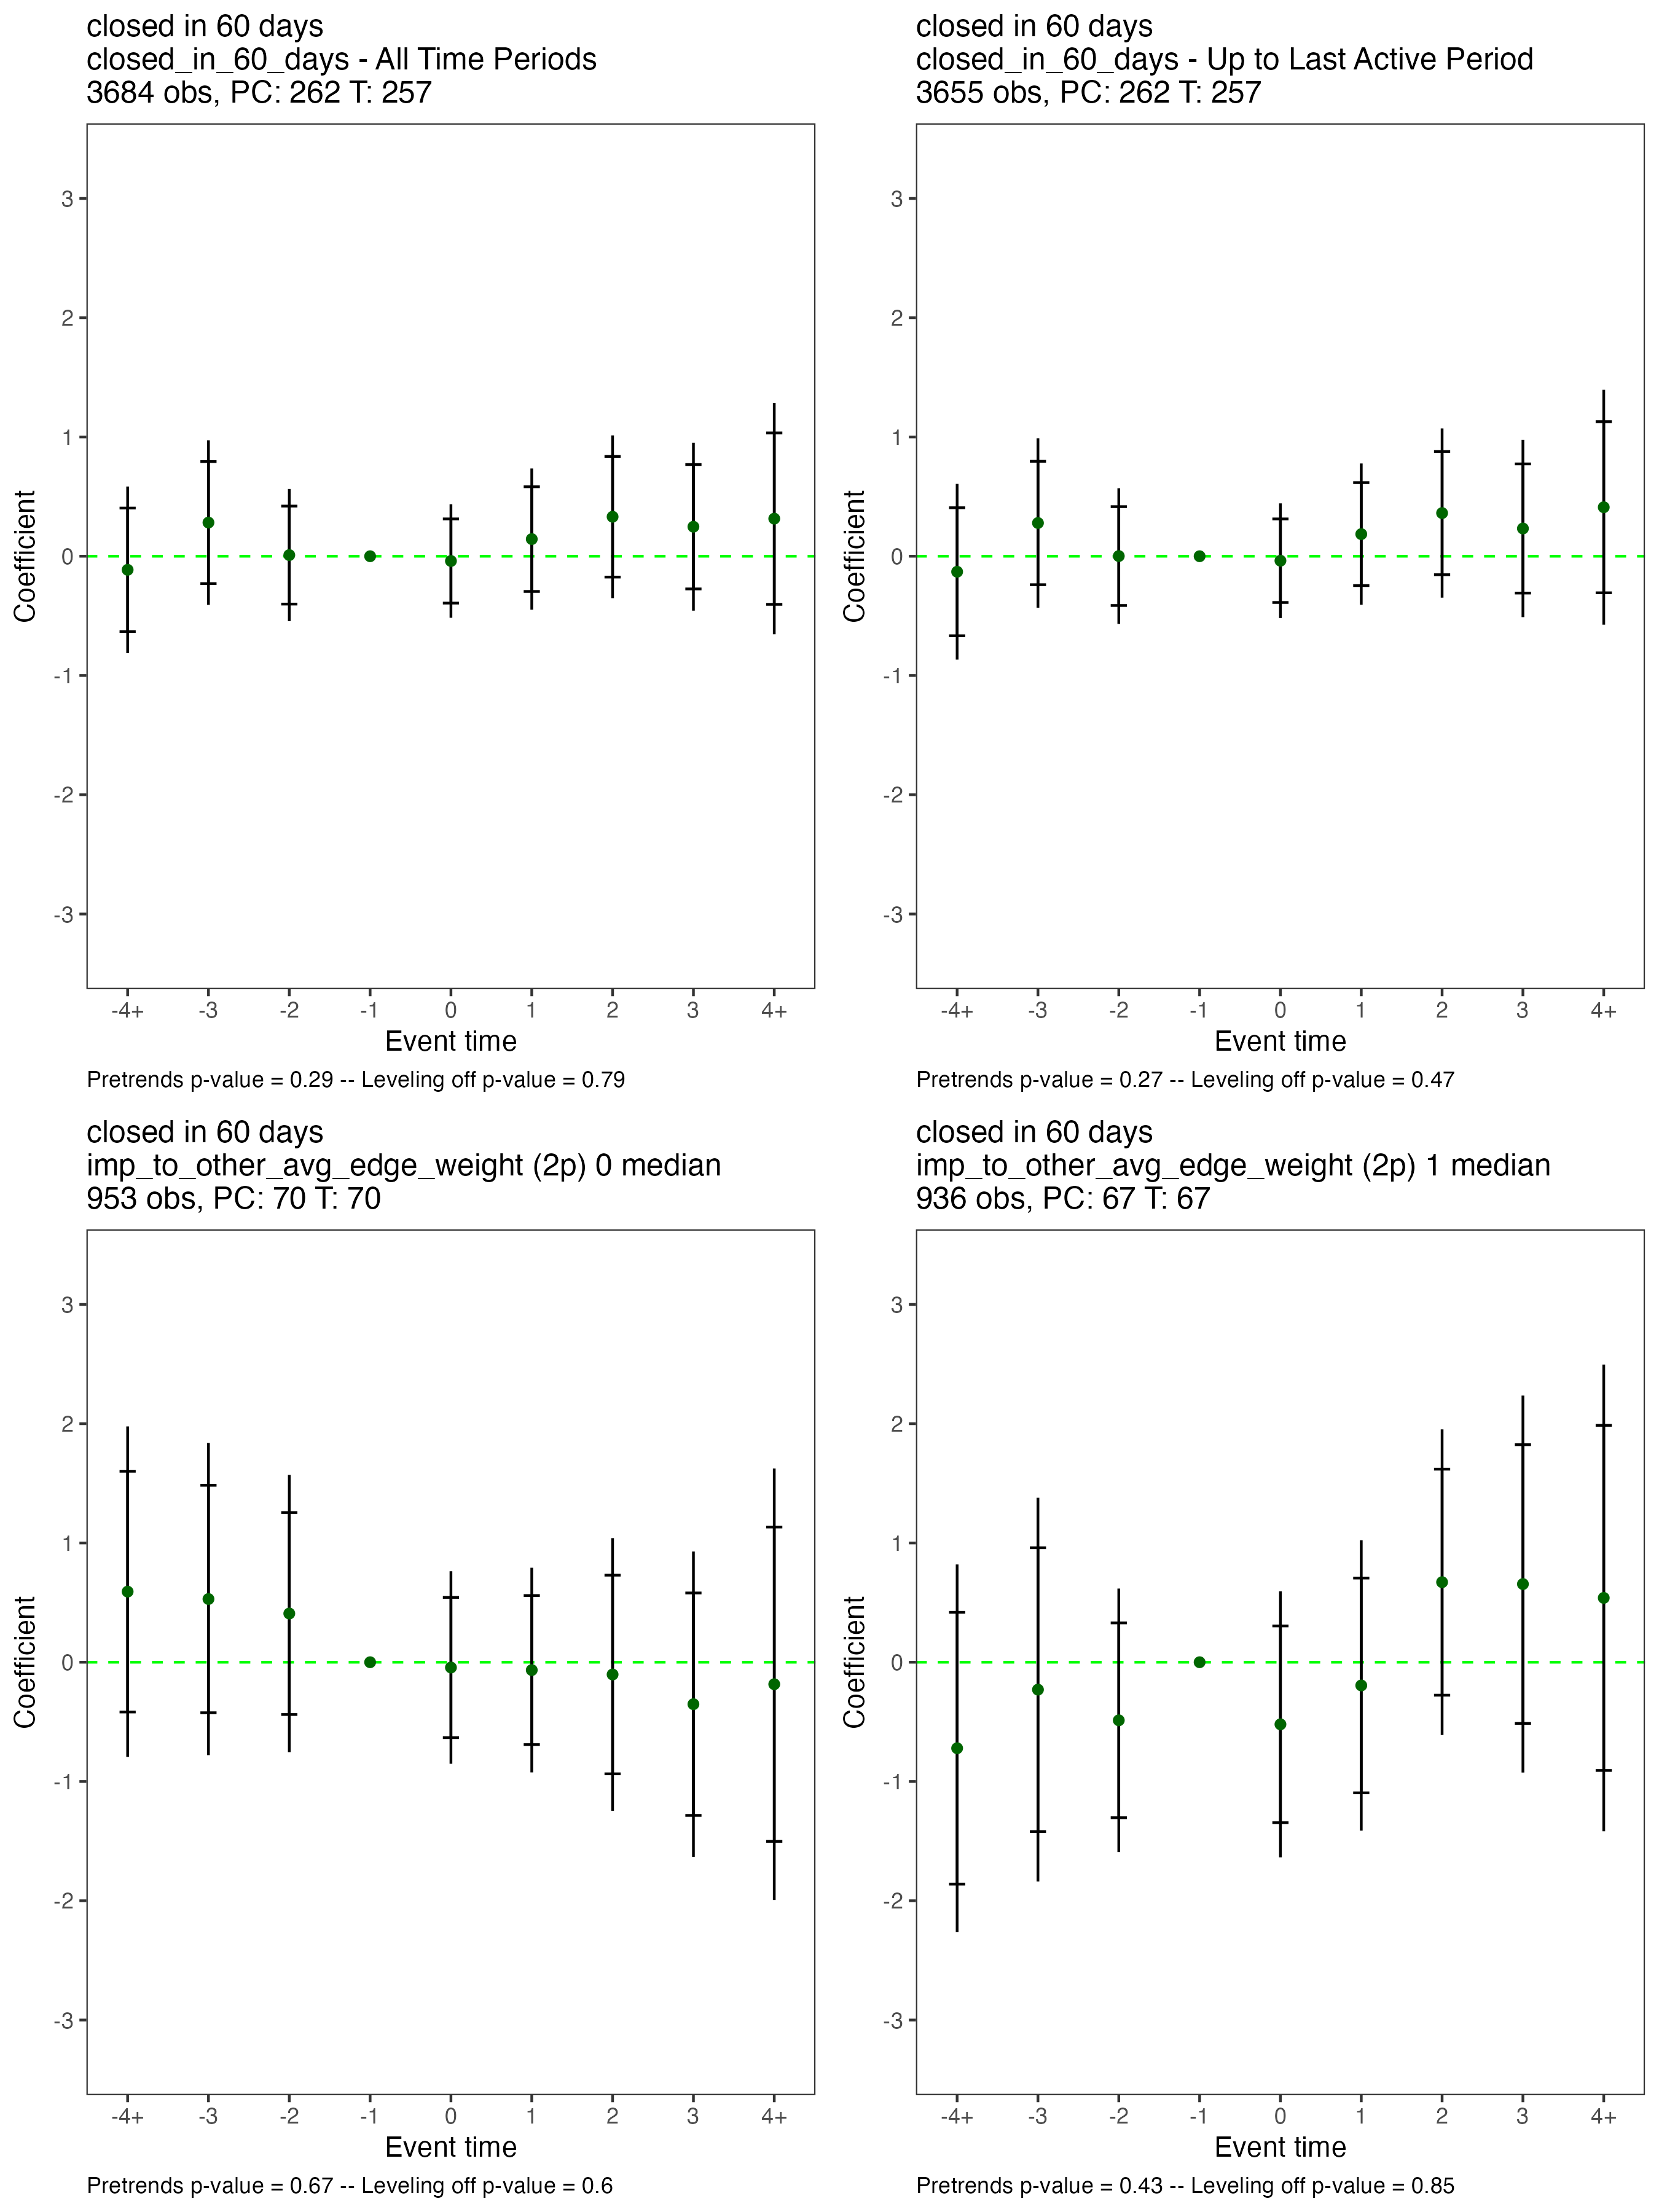 closed in 60 days
closed_in_60_days - All Time Periods
3684 obs, PC: 262 T: 257
3
2
1
0
-1
-2
-3
Coefficient
-4+ -3 -2 -1 0 1 2 3 4+
Event time
Pretrends p-value = 0.29 -- Leveling off p-value = 0.79
closed in 60 days
closed_in_60_days - Up to Last Active Period
3655 obs, PC: 262 T: 257
3
2
1
0
-1
-2
-3
Coefficient
-4+ -3 -2 -1 0 1 2 3 4+
Event time
Pretrends p-value = 0.27 -- Leveling off p-value = 0.47
closed in 60 days
imp_to_other_avg_edge_weight (2p) 0 median
953 obs, PC: 70 T: 70
3
2
1
0
-1
-2
-3
Coefficient
-4+ -3 -2 -1 0 1 2 3 4+
Event time
Pretrends p-value = 0.67 -- Leveling off p-value = 0.6
closed in 60 days
imp_to_other_avg_edge_weight (2p) 1 median
936 obs, PC: 67 T: 67
3
2
1
0
-1
-2
-3
Coefficient
-4+ -3 -2 -1 0 1 2 3 4+
Event time
Pretrends p-value = 0.43 -- Leveling off p-value = 0.85